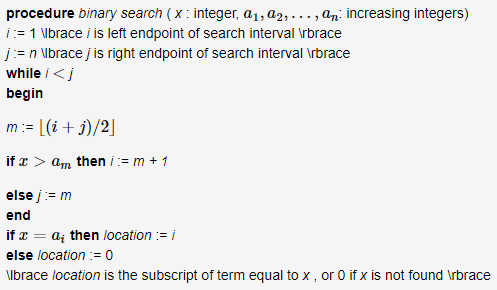 procedure binary search ( x : integer, a₁, a₂, . . . , aₙ: increasing integers)
i := 1 \lbrace i is left endpoint of search interval \rbrace
j := n \lbrace j is right endpoint of search interval \rbrace
while i < j
begin
m := ⌊(i + j)/2⌋
if x > aₘ then i := m + 1
else j := m
end
if x = aᵢ then location := i
else location := 0
\lbrace location is the subscript of term equal to x , or 0 if x is not found \rbrace